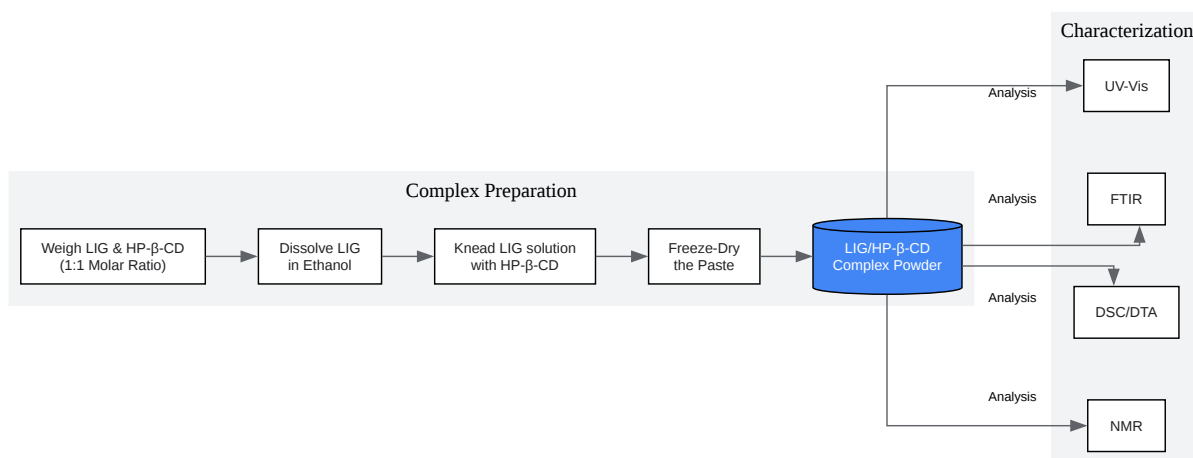 Characterization
UV-Vis
Analysis
Complex Preparation
Analysis
FTIR
Weigh LIG & HP-β-CD
(1:1 Molar Ratio)
Dissolve LIG
in Ethanol
Knead LIG solution
with HP-β-CD
Freeze-Dry
the Paste
LIG/HP-β-CD
Complex Powder
Analysis
DSC/DTA
Analysis
NMR